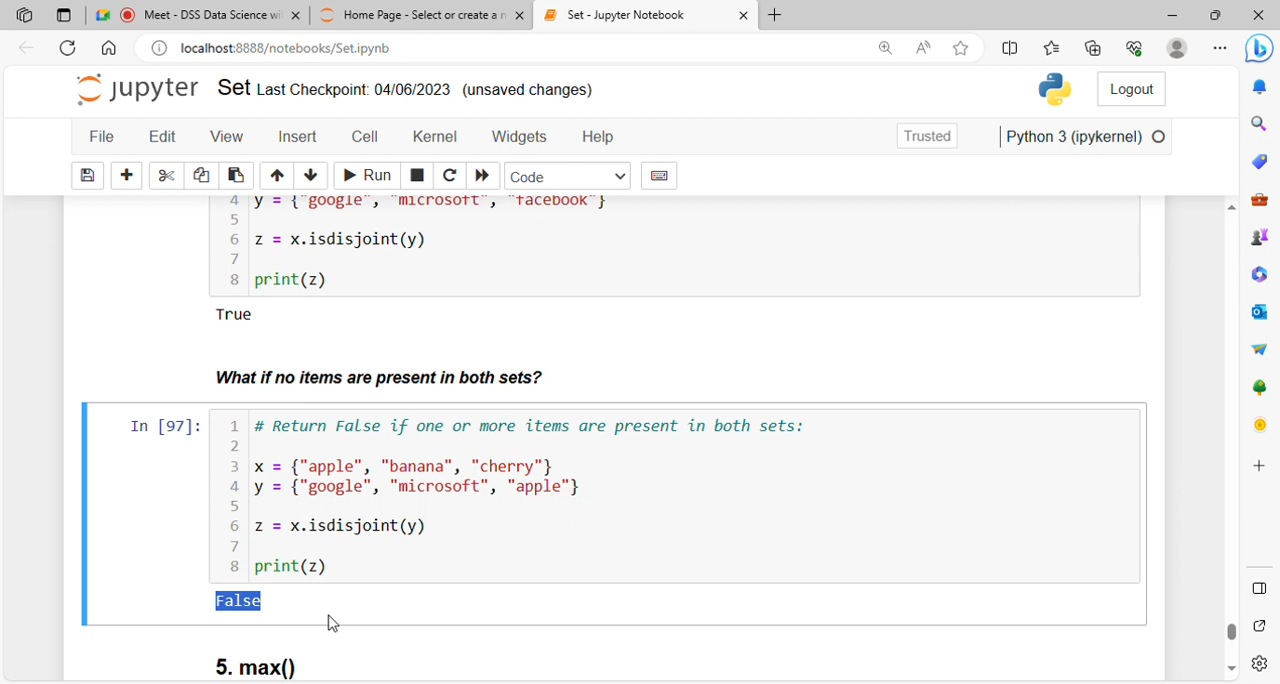 Meet - DSS Data Science wi
Home Page - Select or create a n
Set - Jupyter Notebook
localhost:8888/notebooks/Set.ipynb
jupyter Set Last Checkpoint: 04/06/2023 (unsaved changes)
Logout
File Edit View Insert Cell Kernel Widgets Help
Trusted
Python 3 (ipykernel)
Run
Code
4 y = {"google", "microsoft", "facebook"}
5
6 z = x.isdisjoint(y)
7
8 print(z)
True
What if no items are present in both sets?
In [97]:
1 # Return False if one or more items are present in both sets:
2
3 x = {"apple", "banana", "cherry"}
4 y = {"google", "microsoft", "apple"}
5
6 z = x.isdisjoint(y)
7
8 print(z)
False
5. max()